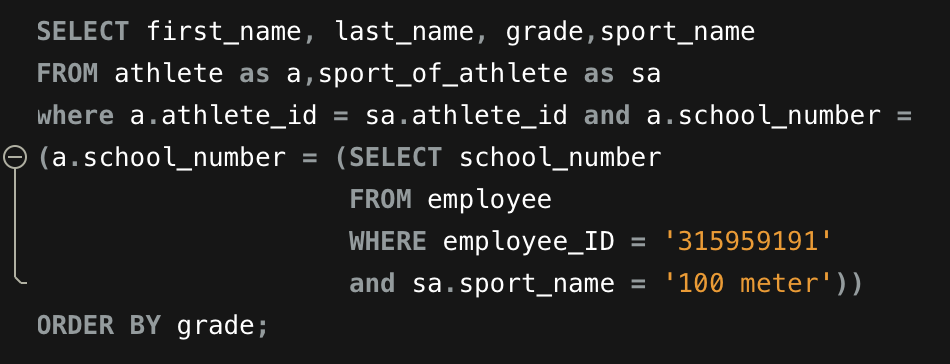 SELECT first_name, last_name, grade,sport_name
FROM athlete as a,sport_of_athlete as sa
where a.athlete_id = sa.athlete_id and a.school_number =
(a.school_number = (SELECT school_number
FROM employee
WHERE employee_ID = '315959191'
and sa.sport_name = '100 meter'))
ORDER BY grade;